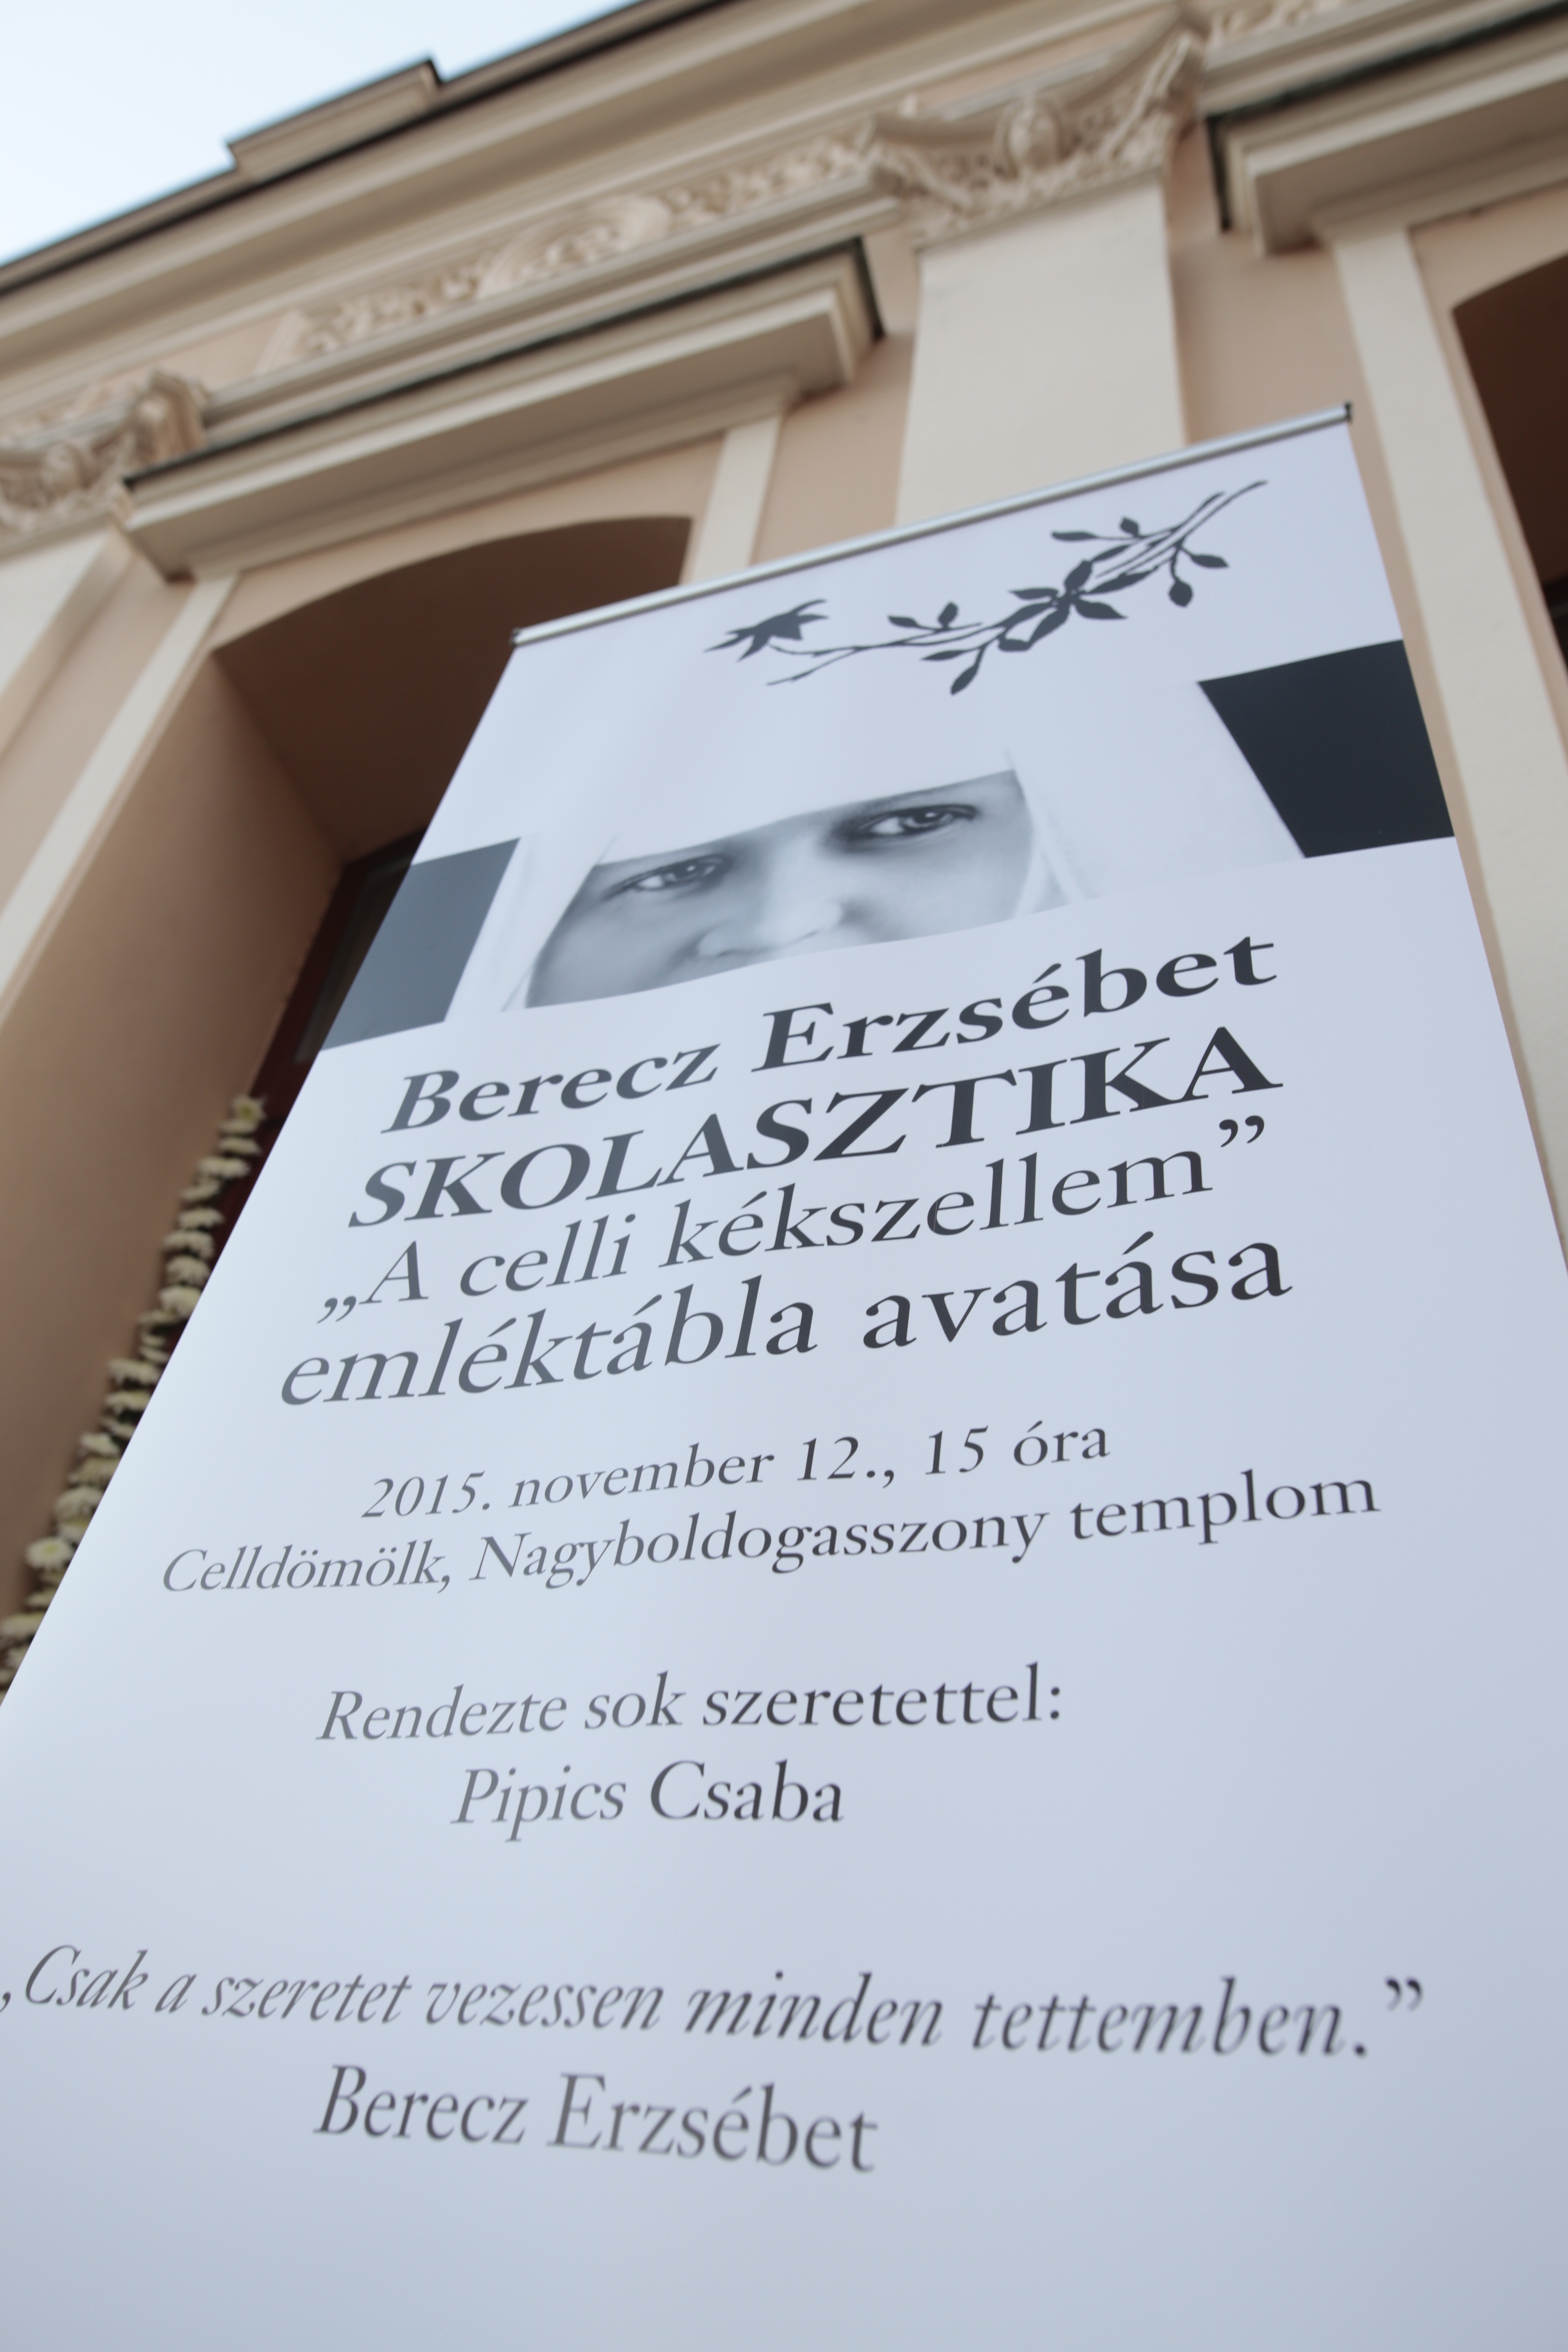 Berecz Erzsébet
SKOLASZTIKA
„A celli kékszellem”
emléktábla avatása
2015. november 12., 15 óra
Celldömölk, Nagyboldogasszony templom
Rendezte sok szeretettel:
Pipics Csaba
„Csak a szeretet vezessen minden tettemben.”
Berecz Erzsébet